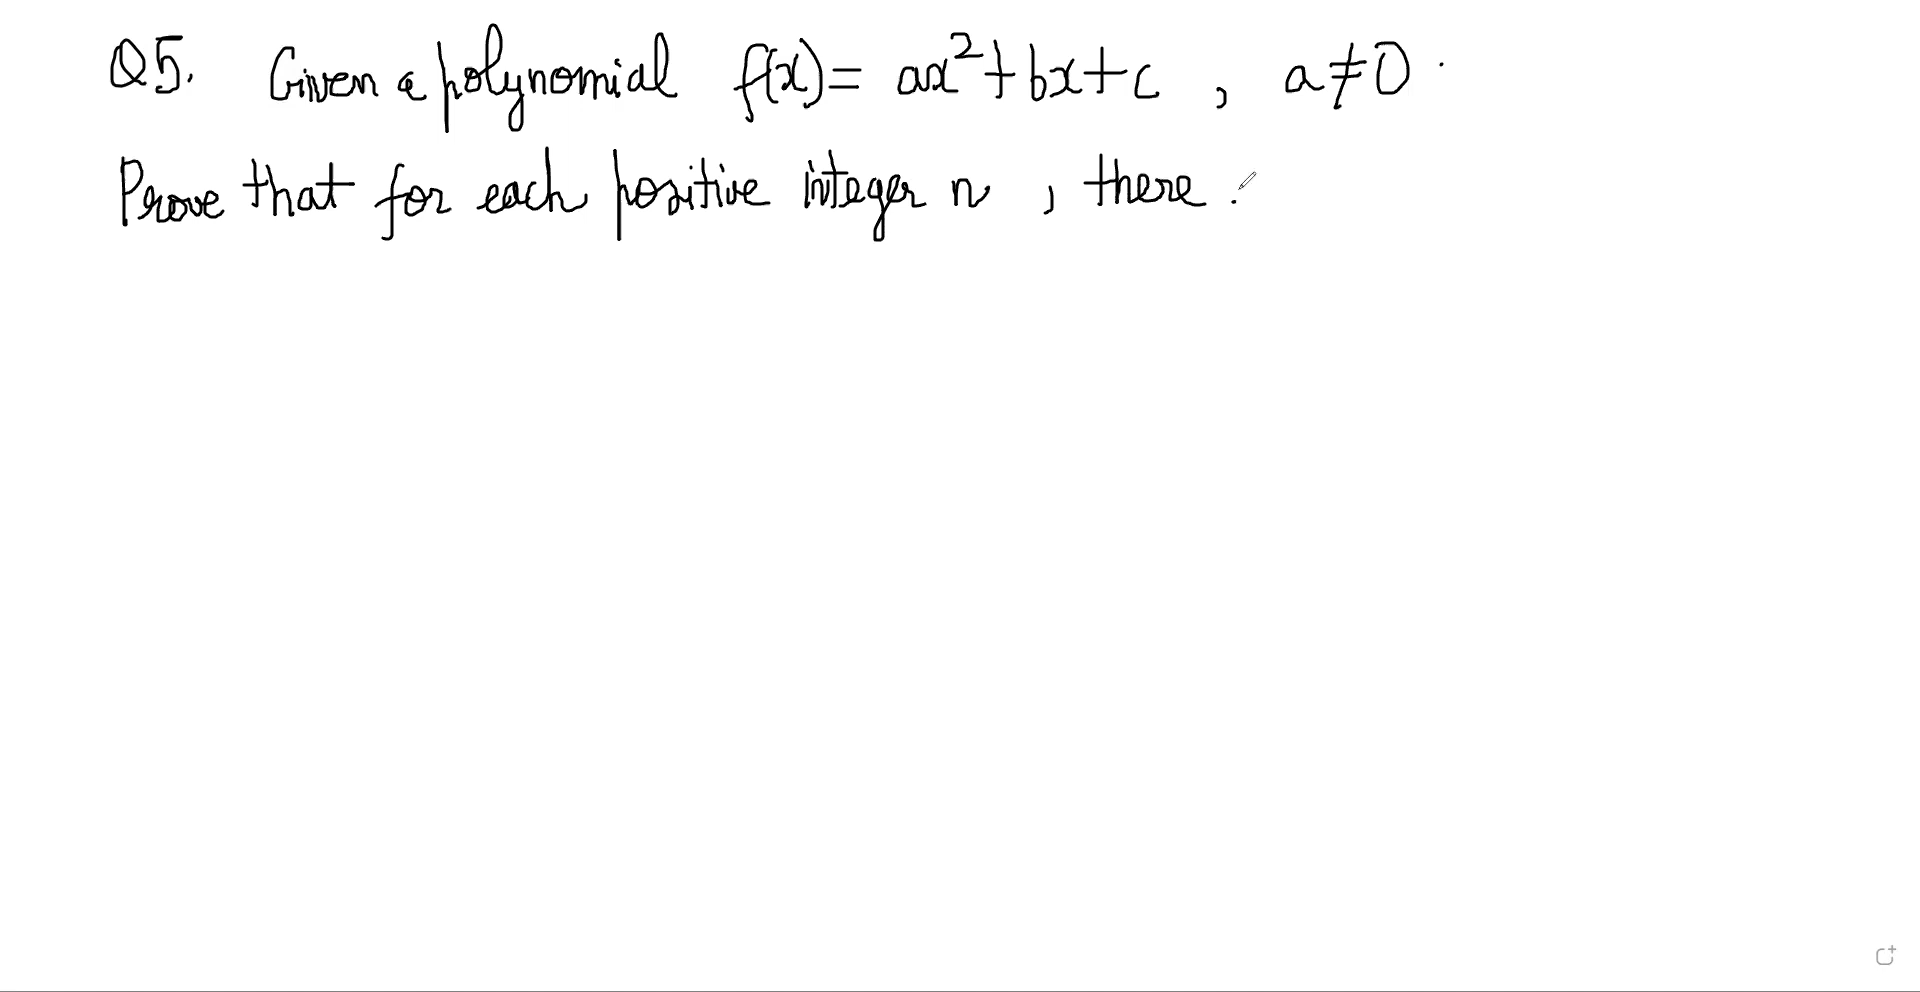 Q5. Given a polynomial f(x) = ax²+bx+c , a≠0 .
Prove that for each positive integer n , there